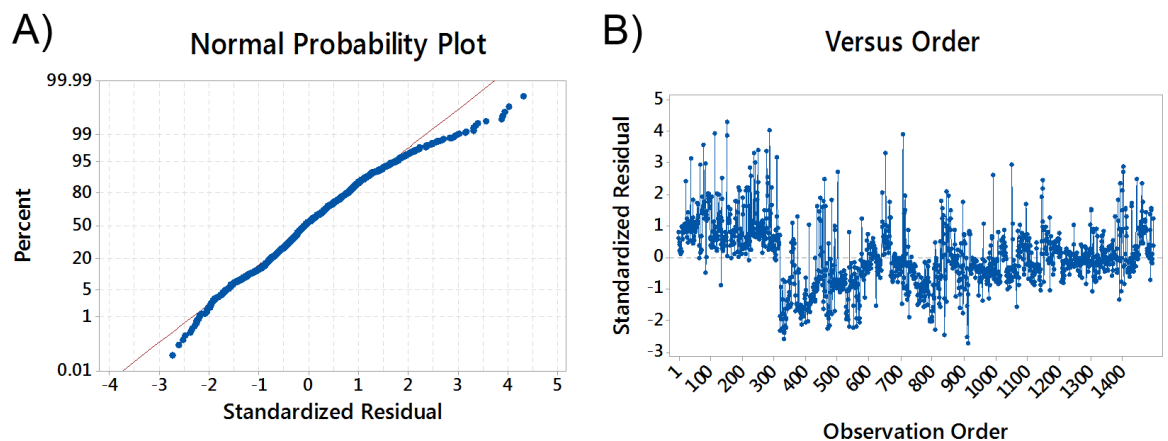 A)
Normal Probability Plot
99.99
99
95
80
50
20
5
1
0.01
Percent
-4 -3 -2 -1 0 1 2 3 4 5
Standardized Residual
B)
Versus Order
5
4
3
2
1
0
-1
-2
-3
Standardized Residual
1 100 200 300 400 500 600 700 800 900 1000 1100 1200 1300 1400
Observation Order